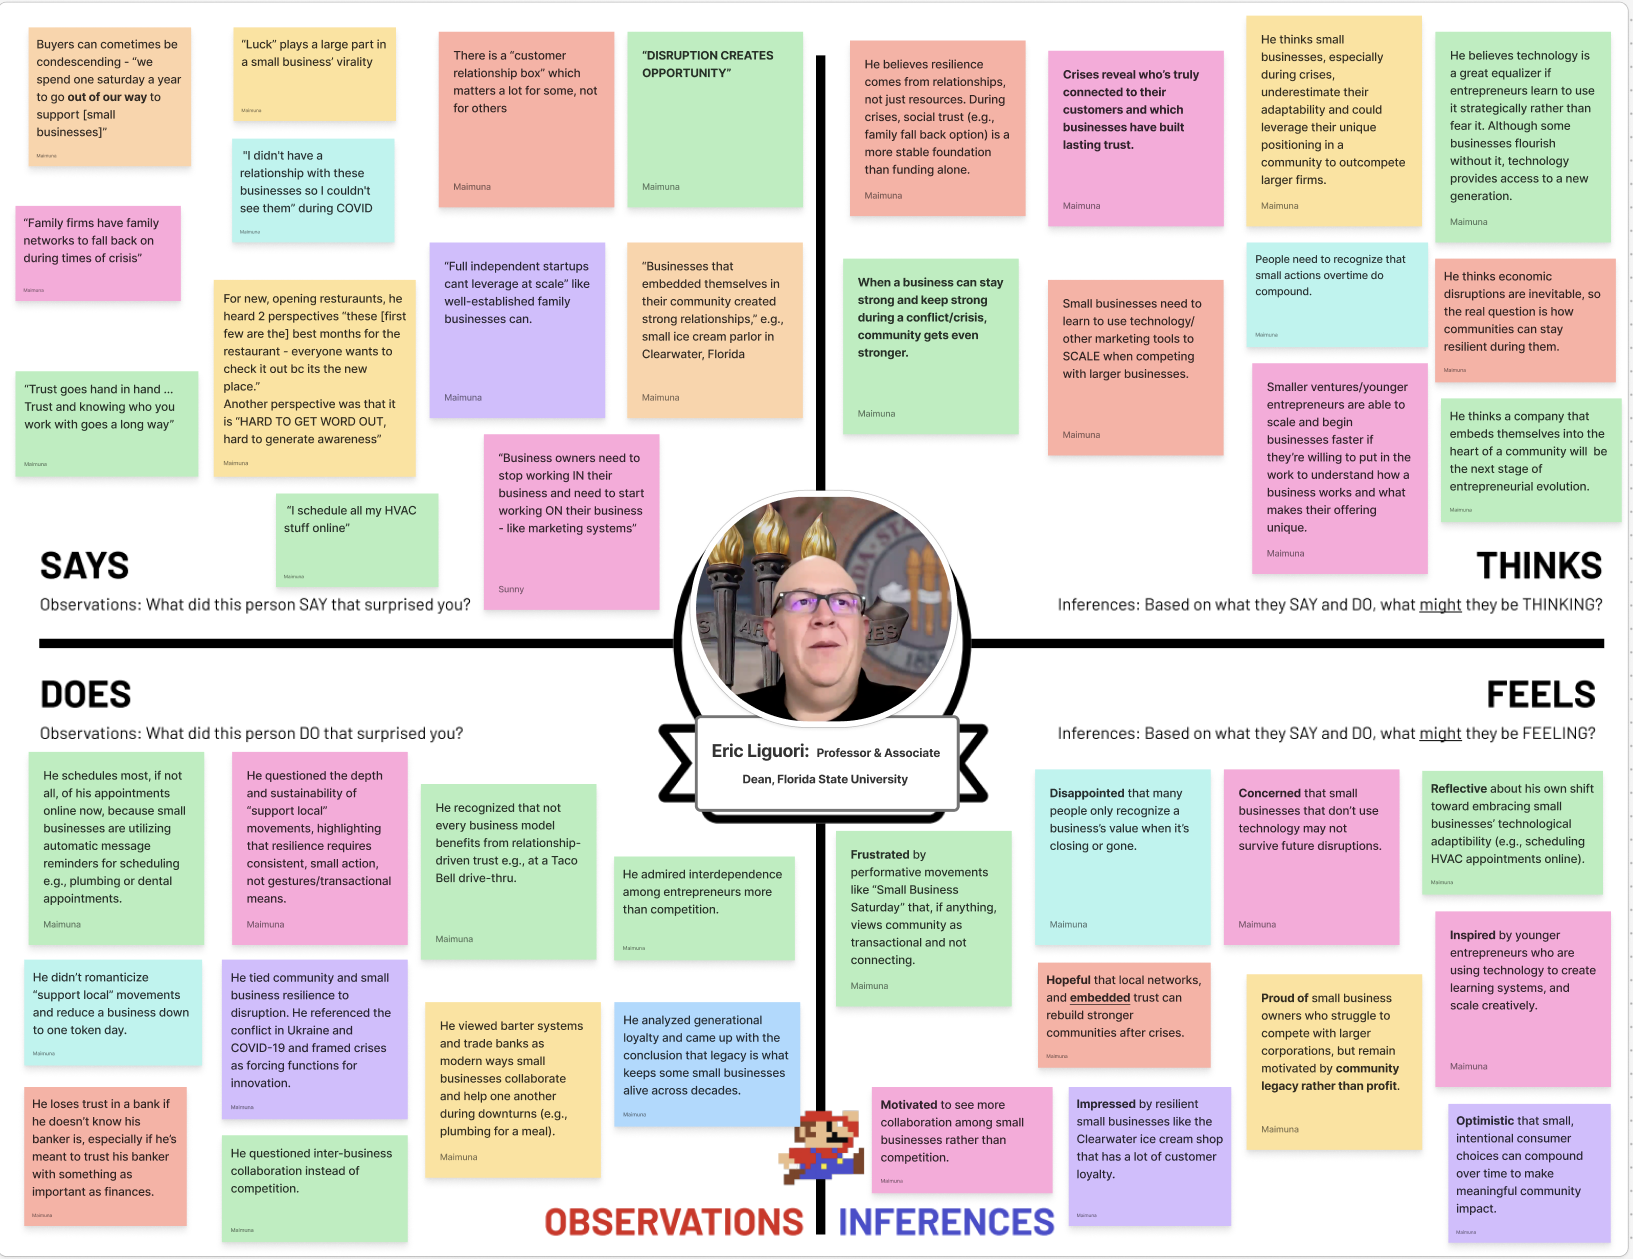 Buyers can cometimes be
condescending - “we
spend one saturday a year
to go out of our way to
support [small
businesses]”
Maimuna
“Luck” plays a large part in
a small business’ virality
Maimuna
"I didn't have a
relationship with these
businesses so I couldn't
see them” during COVID
Maimuna
There is a “customer
relationship box” which
matters a lot for some, not
for others
Maimuna
“DISRUPTION CREATES
OPPORTUNITY”
Maimuna
“Family firms have family
networks to fall back on
during times of crisis”
Maimuna
For new, opening resturaunts, he
heard 2 perspectives “these [first
few are the] best months for the
restaurant - everyone wants to
check it out bc its the new
place.”
Another perspective was that it
is “HARD TO GET WORD OUT,
hard to generate awareness”
Maimuna
“Full independent startups
cant leverage at scale” like
well-established family
businesses can.
Maimuna
“Businesses that
embedded themselves in
their community created
strong relationships,” e.g.,
small ice cream parlor in
Clearwater, Florida
Maimuna
“Trust goes hand in hand ...
Trust and knowing who you
work with goes a long way”
Maimuna
“I schedule all my HVAC
stuff online”
Maimuna
“Business owners need to
stop working IN their
business and need to start
working ON their business
- like marketing systems”
Sunny
SAYS
Observations: What did this person SAY that surprised you?
He believes resilience
comes from relationships,
not just resources. During
crises, social trust (e.g.,
family fall back option) is a
more stable foundation
than funding alone.
Maimuna
Crises reveal who’s truly
connected to their
customers and which
businesses have built
lasting trust.
Maimuna
He thinks small
businesses, especially
during crises,
underestimate their
adaptability and could
leverage their unique
positioning in a
community to outcompete
larger firms.
Maimuna
He believes technology is
a great equalizer if
entrepreneurs learn to use
it strategically rather than
fear it. Although some
businesses flourish
without it, technology
provides access to a new
generation.
Maimuna
When a business can stay
strong and keep strong
during a conflict/crisis,
community gets even
stronger.
Maimuna
Small businesses need to
learn to use technology/
other marketing tools to
SCALE when competing
with larger businesses.
Maimuna
People need to recognize that
small actions overtime do
compound.
Maimuna
He thinks economic
disruptions are inevitable, so
the real question is how
communities can stay
resilient during them.
Maimuna
Smaller ventures/younger
entrepreneurs are able to
scale and begin
businesses faster if
they’re willing to put in the
work to understand how a
business works and what
makes their offering
unique.
Maimuna
He thinks a company that
embeds themselves into the
heart of a community will be
the next stage of
entrepreneurial evolution.
Maimuna
THINKS
Inferences: Based on what they SAY and DO, what might they be THINKING?
Eric Liguori: Professor & Associate
Dean, Florida State University
DOES
Observations: What did this person DO that surprised you?
He schedules most, if not
all, of his appointments
online now, because small
businesses are utilizing
automatic message
reminders for scheduling
e.g., plumbing or dental
appointments.
Maimuna
He questioned the depth
and sustainability of
“support local”
movements, highlighting
that resilience requires
consistent, small action,
not gestures/transactional
means.
Maimuna
He recognized that not
every business model
benefits from relationship-
driven trust e.g., at a Taco
Bell drive-thru.
Maimuna
He admired interdependence
among entrepreneurs more
than competition.
Maimuna
He didn’t romanticize
“support local” movements
and reduce a business down
to one token day.
Maimuna
He tied community and small
business resilience to
disruption. He referenced the
conflict in Ukraine and
COVID-19 and framed crises
as forcing functions for
innovation.
Maimuna
He viewed barter systems
and trade banks as
modern ways small
businesses collaborate
and help one another
during downturns (e.g.,
plumbing for a meal).
Maimuna
He analyzed generational
loyalty and came up with the
conclusion that legacy is what
keeps some small businesses
alive across decades.
Maimuna
He loses trust in a bank if
he doesn’t know his
banker is, especially if he’s
meant to trust his banker
with something as
important as finances.
Maimuna
He questioned inter-business
collaboration instead of
competition.
Maimuna
OBSERVATIONS
FEELS
Inferences: Based on what they SAY and DO, what might they be FEELING?
Frustrated by
performative movements
like “Small Business
Saturday” that, if anything,
views community as
transactional and not
connecting.
Maimuna
Disappointed that many
people only recognize a
business’s value when it’s
closing or gone.
Maimuna
Concerned that small
businesses that don’t use
technology may not
survive future disruptions.
Maimuna
Reflective about his own shift
toward embracing small
businesses’ technological
adaptibility (e.g., scheduling
HVAC appointments online).
Maimuna
Hopeful that local networks,
and embedded trust can
rebuild stronger
communities after crises.
Maimuna
Proud of small business
owners who struggle to
compete with larger
corporations, but remain
motivated by community
legacy rather than profit.
Maimuna
Inspired by younger
entrepreneurs who are
using technology to create
learning systems, and
scale creatively.
Maimuna
Motivated to see more
collaboration among small
businesses rather than
competition.
Maimuna
Impressed by resilient
small businesses like the
Clearwater ice cream shop
that has a lot of customer
loyalty.
Maimuna
Optimistic that small,
intentional consumer
choices can compound
over time to make
meaningful community
impact.
Maimuna
INFERENCES